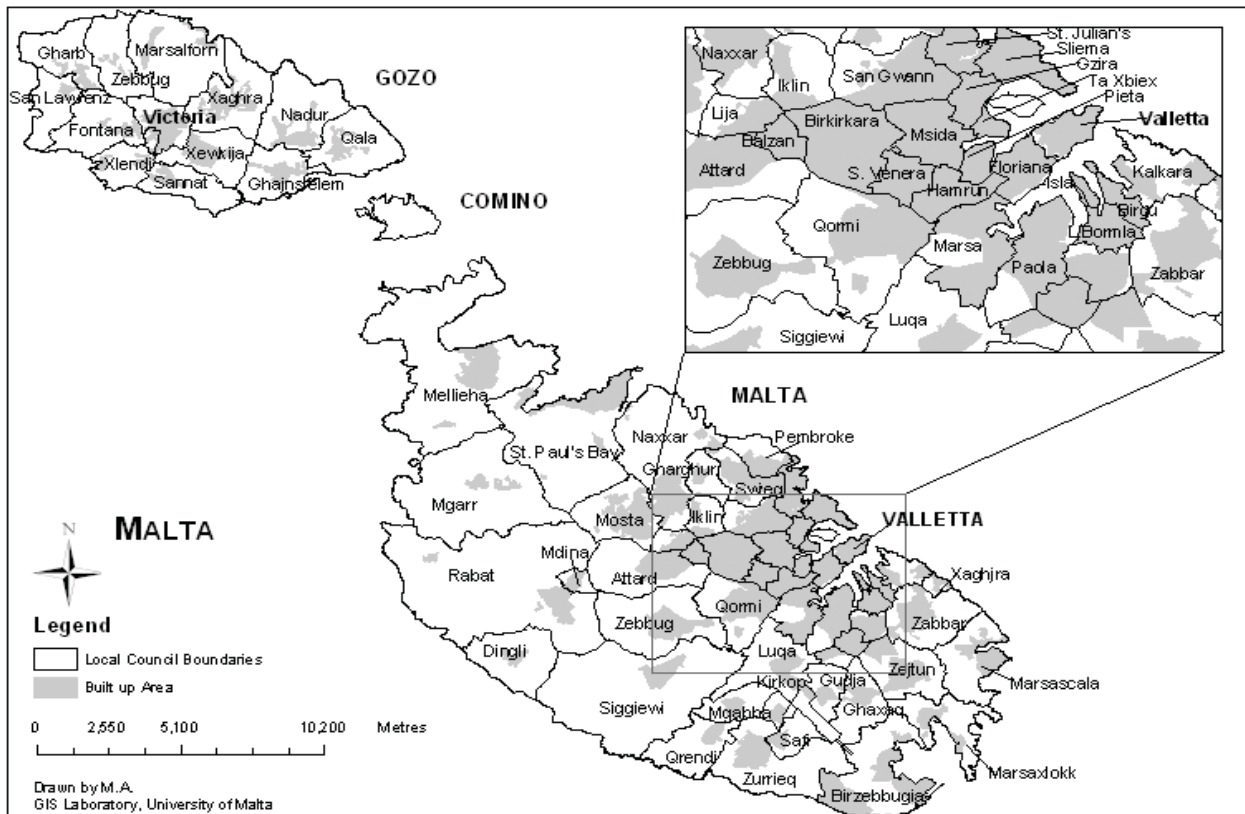 Gharb
Marsalforn
Zebbug
GOZO
San Lawrenz
Xaghra
Fontana
Victoria
Nadur
Qala
Xewkija
Xlendi
Sannat
Ghajnsielem
COMINO
St. Julian's
Sliema
Gzira
Ta Xbiex
Pieta
Valletta
Naxxar
Iklin
San Gwann
Lija
Birkirkara
Msida
Balzan
Attard
S. Venera
Hamrun
Floriana
Isla
Kalkara
Birgu
L
Bormla
Qormi
Marsa
Zebbug
Paola
Zabbar
Luqa
Siggiewi
MALTA
Mellieha
Naxxar
Pembroke
St. Paul's Bay
Gharghur
Swieqi
Mgarr
Mosta
Iklin
VALLETTA
Mdina
Rabat
Attard
Xaghjra
Zebbug
Qormi
Zabbar
Dingli
Luqa
Zejtun
Kirkop
Gudja
Marsascala
Siggiewi
Mqabba
Ghaxaq
Safi
Qrendi
Zurrieq
Marsaxlokk
Birzebbugia
N
MALTA
Legend
Local Council Boundaries
Built up Area
0 2,550 5,100 10,200 Metres
Drawn by M.A.
GIS Laboratory, University of Malta